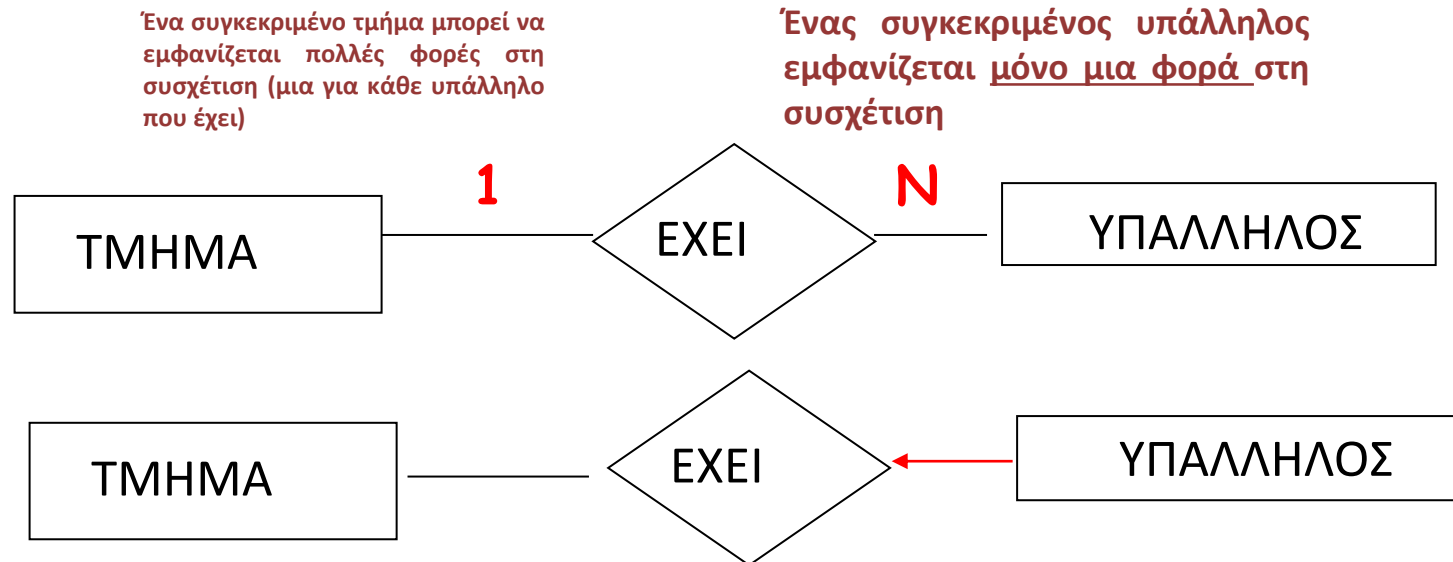 Ένα συγκεκριμένο τμήμα μπορεί να
εμφανίζεται πολλές φορές στη
συσχέτιση (μια για κάθε υπάλληλο
που έχει)
Ένας συγκεκριμένος υπάλληλος
εμφανίζεται μόνο μια φορά στη
συσχέτιση
1
N
ΤΜΗΜΑ
ΕΧΕΙ
ΥΠΑΛΛΗΛΟΣ
ΤΜΗΜΑ
ΕΧΕΙ
ΥΠΑΛΛΗΛΟΣ